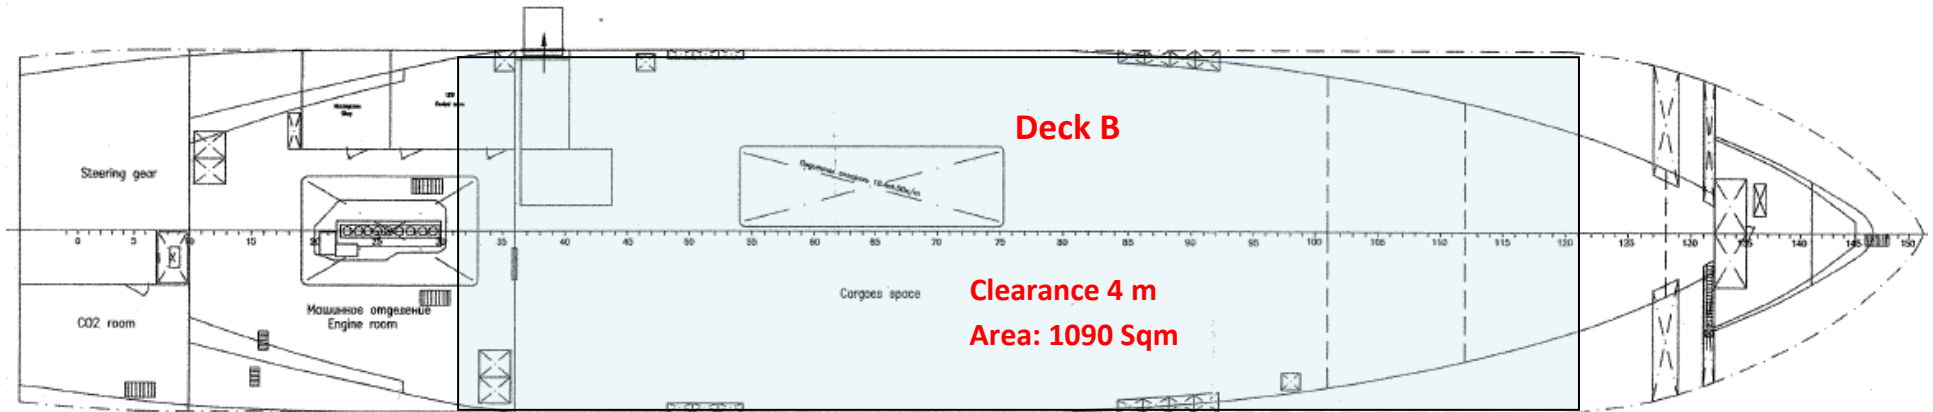 Deck B
Steering gear
0 5 10 15 20 25 30 35 40 45 50 55 60 65 70 75 80 85 90 95 100 105 110 115 120 125 120 135 140 145 150
Clearance 4 m
Cargoes space
Машинное отделение
Engine room
CO2 room
Area: 1090 Sqm